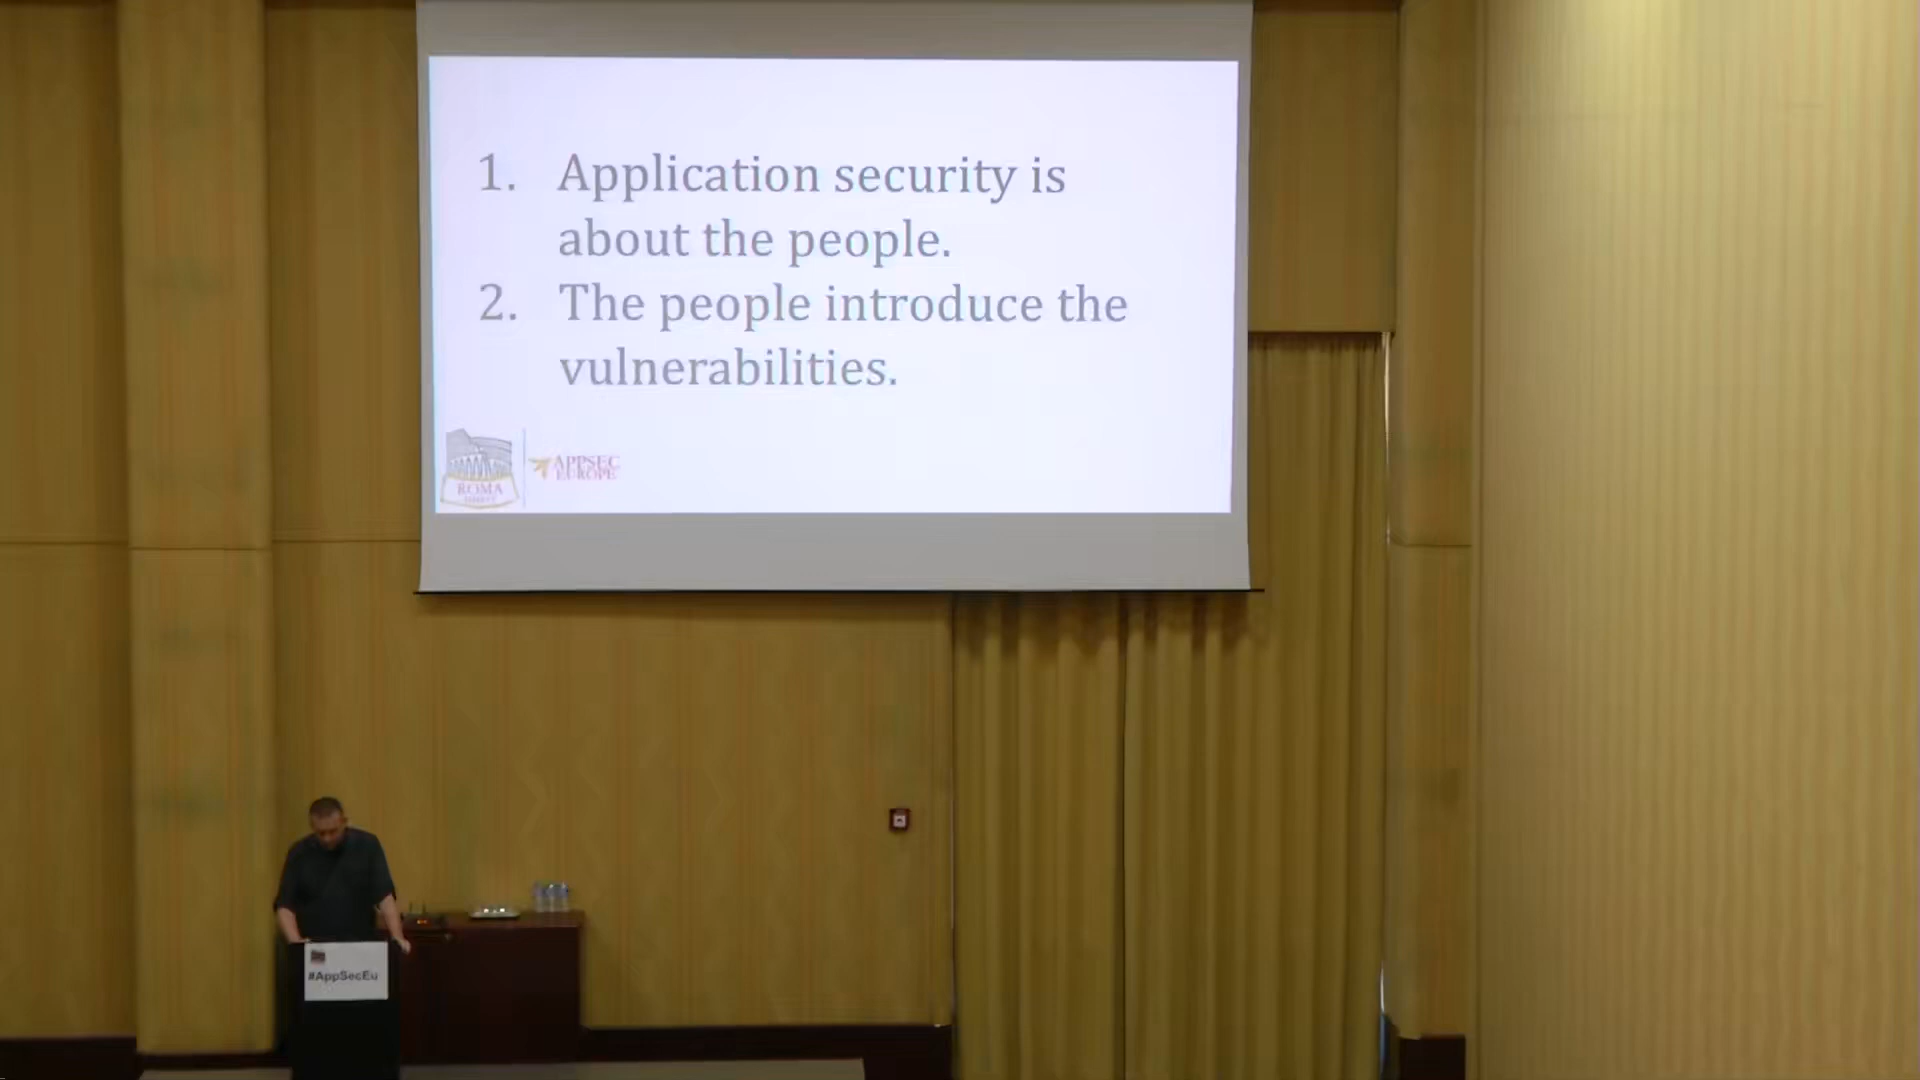 1. Application security is
about the people.
2. The people introduce the
vulnerabilities.
ROMA
APPSEC
EUROPE
#AppSecEu